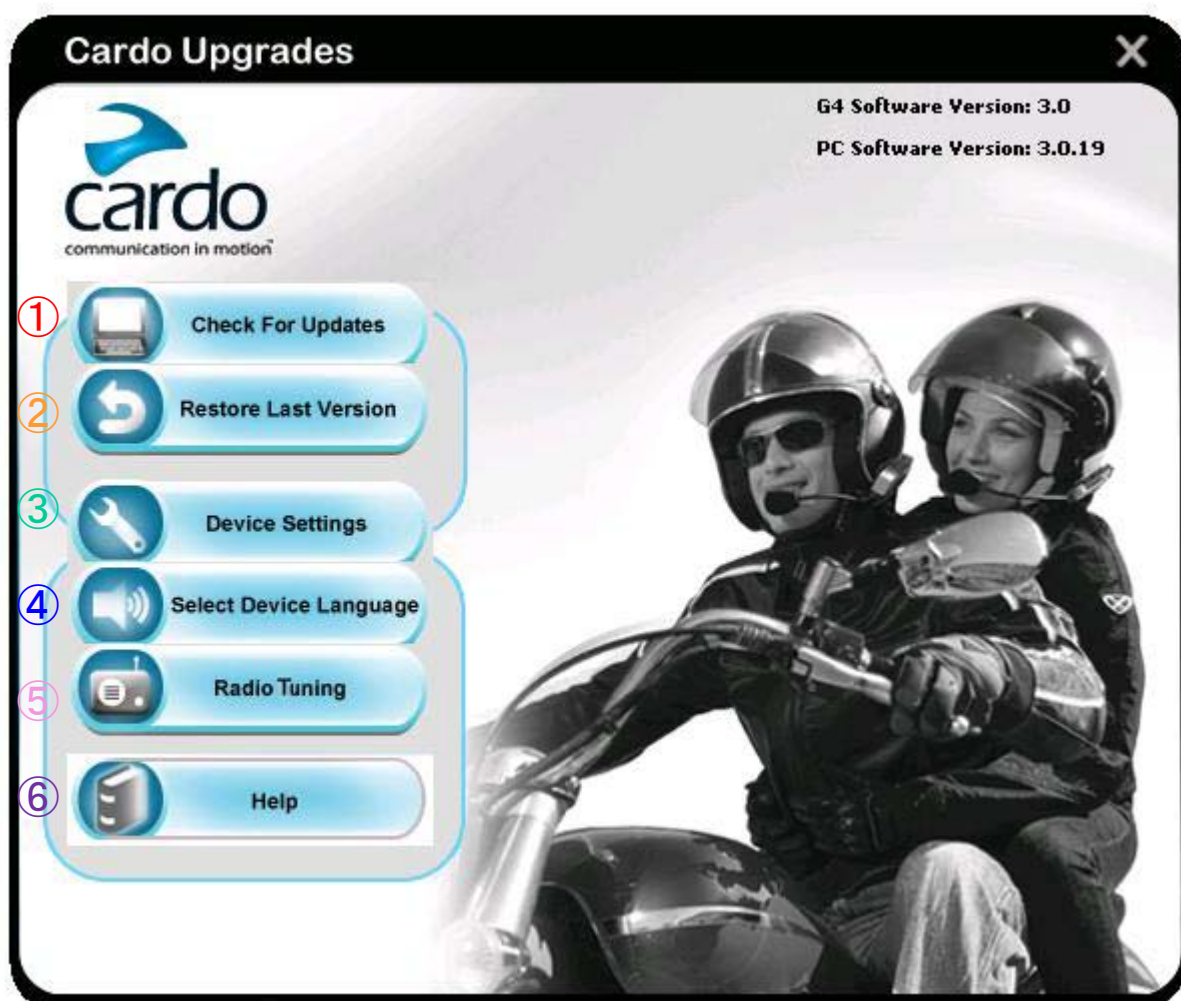 Cardo Upgrades
G4 Software Version: 3.0
PC Software Version: 3.0.19
cardo
communication in motion
① Check For Updates
② Restore Last Version
③ Device Settings
④ Select Device Language
⑤ Radio Tuning
⑥ Help